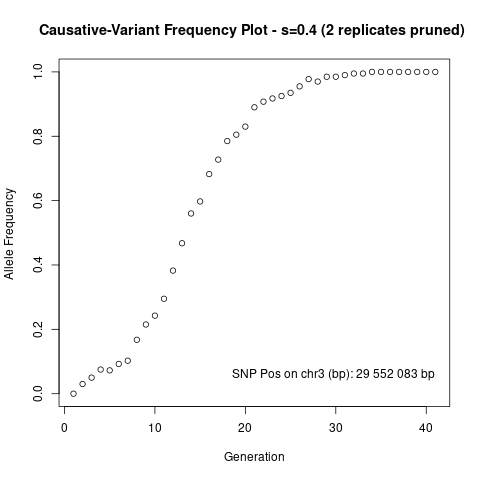 Causative-Variant Frequency Plot - s=0.4 (2 replicates pruned)
Allele Frequency
1.0
0.8
0.6
0.4
0.2
0.0
SNP Pos on chr3 (bp): 29 552 083 bp
0 10 20 30 40
Generation